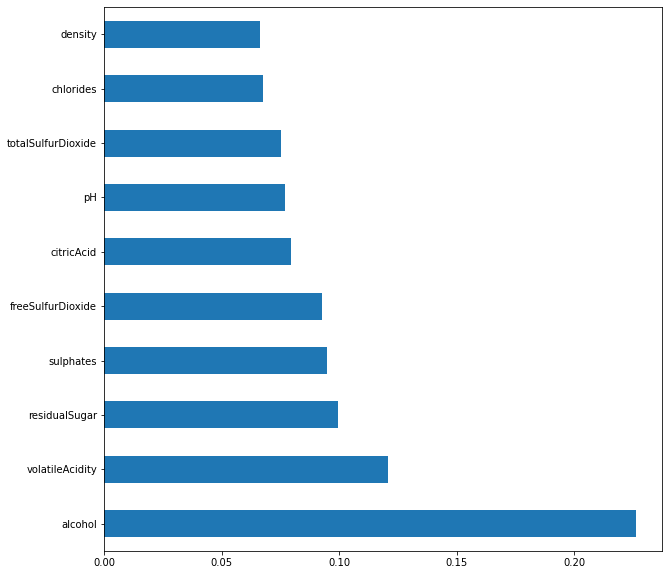 density
chlorides
totalSulfurDioxide
pH
citricAcid
freeSulfurDioxide
sulphates
residualSugar
volatileAcidity
alcohol
0.00 0.05 0.10 0.15 0.20